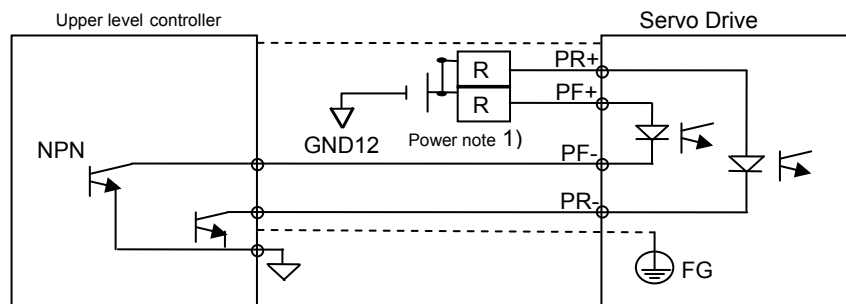 Upper level controller
Servo Drive
R
PR+
R
PF+
GND12
Power note 1)
NPN
PF-
PR-
FG